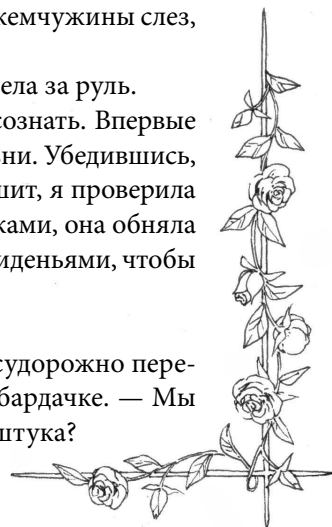 жемчужины слез,
ела за руль.
сознать. Впервые
зни. Убедившись,
шит, я проверила
ками, она обняла
иденьями, чтобы
судорожно пере-
бардачке. — Мы
штука?